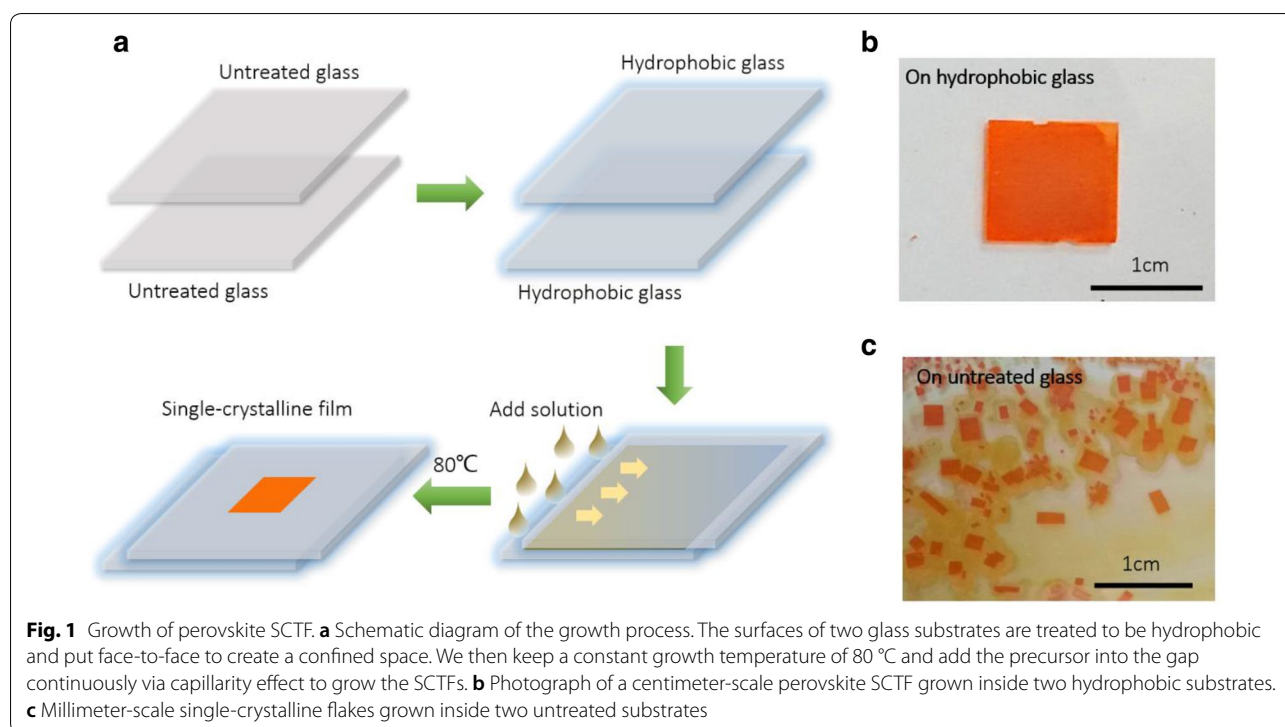 a
Untreated glass
Untreated glass
Hydrophobic glass
Hydrophobic glass
Add solution
80℃
Single-crystalline film
b
On hydrophobic glass
1cm
c
On untreated glass
1cm
Fig. 1 Growth of perovskite SCTF. a Schematic diagram of the growth process. The surfaces of two glass substrates are treated to be hydrophobic
and put face-to-face to create a confined space. We then keep a constant growth temperature of 80 °C and add the precursor into the gap
continuously via capillarity effect to grow the SCTFs. b Photograph of a centimeter-scale perovskite SCTF grown inside two hydrophobic substrates.
c Millimeter-scale single-crystalline flakes grown inside two untreated substrates